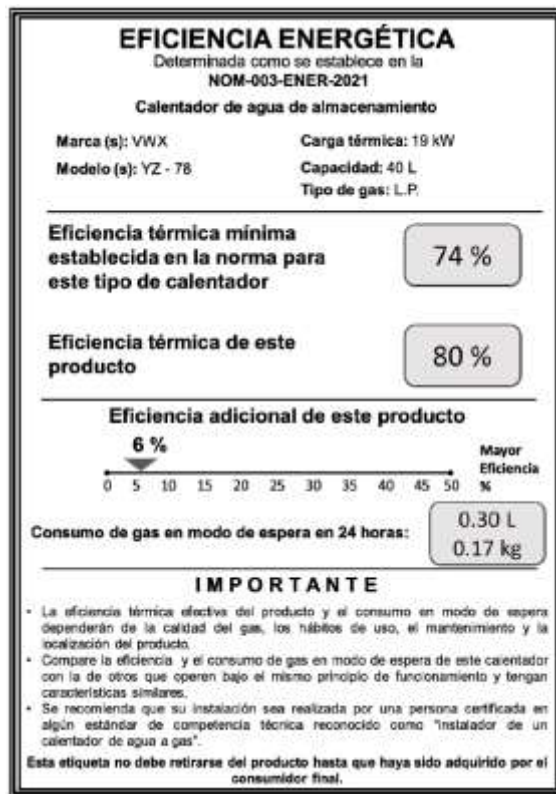 EFICIENCIA ENERGÉTICA
Determinada como se establece en la
NOM-003-ENER-2021
Calentador de agua de almacenamiento
Marca (s): VWX
Carga térmica: 19 kW
Modelo (s): YZ - 78
Capacidad: 40 L
Tipo de gas: L.P.
Eficiencia térmica mínima
establecida en la norma para
este tipo de calentador
74 %
Eficiencia térmica de este
producto
80 %
Eficiencia adicional de este producto
6 %
Mayor
Eficiencia
%
0 5 10 15 20 25 30 35 40 45 50
Consumo de gas en modo de espera en 24 horas:
0.30 L
0.17 kg
IMPORTANTE
• La eficiencia térmica efectiva del producto y el consumo en modo de espera
dependerán de la calidad del gas, los hábitos de uso, el mantenimiento y la
localización del producto.
• Compare la eficiencia y el consumo de gas en modo de espera de este calentador
con la de otros que operen bajo el mismo principio de funcionamiento y tengan
características similares.
• Se recomienda que su instalación sea realizada por una persona certificada en
algún estándar de competencia técnica reconocido como "instalador de un
calentador de agua a gas".
Esta etiqueta no debe retirarse del producto hasta que haya sido adquirido por el
consumidor final.